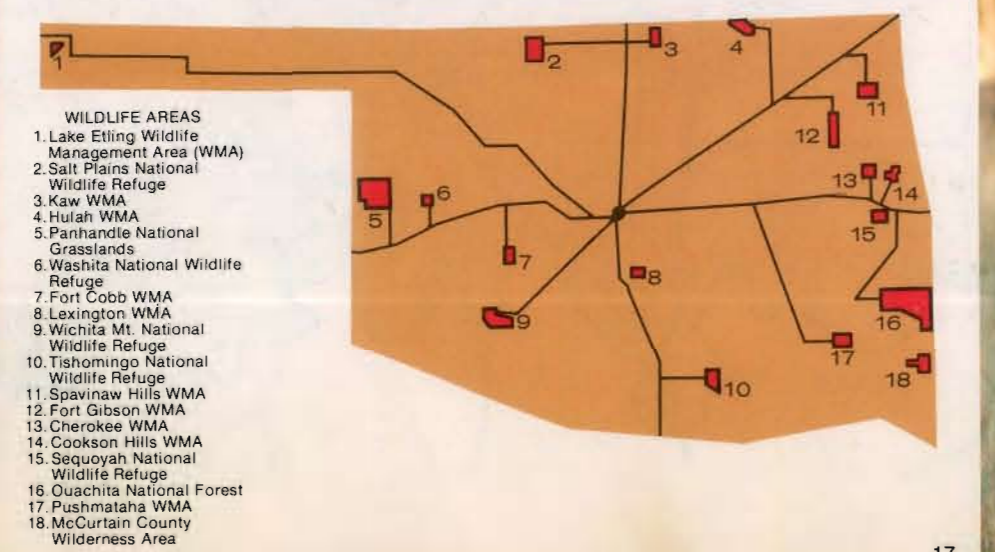 1
2
3
4
5
6
7
8
9
10
11
12
13
14
15
16
17
18
WILDLIFE AREAS
1. Lake Etling Wildlife
Management Area (WMA)
2. Salt Plains National
Wildlife Refuge
3. Kaw WMA
4. Hulah WMA
5. Panhandle National
Grasslands
6. Washita National Wildlife
Refuge
7. Fort Cobb WMA
8. Lexington WMA
9. Wichita Mt. National
Wildlife Refuge
10. Tishomingo National
Wildlife Refuge
11. Spavinaw Hills WMA
12. Fort Gibson WMA
13. Cherokee WMA
14. Cookson Hills WMA
15. Sequoyah National
Wildlife Refuge
16. Ouachita National Forest
17. Pushmataha WMA
18. McCurtain County
Wilderness Area
17